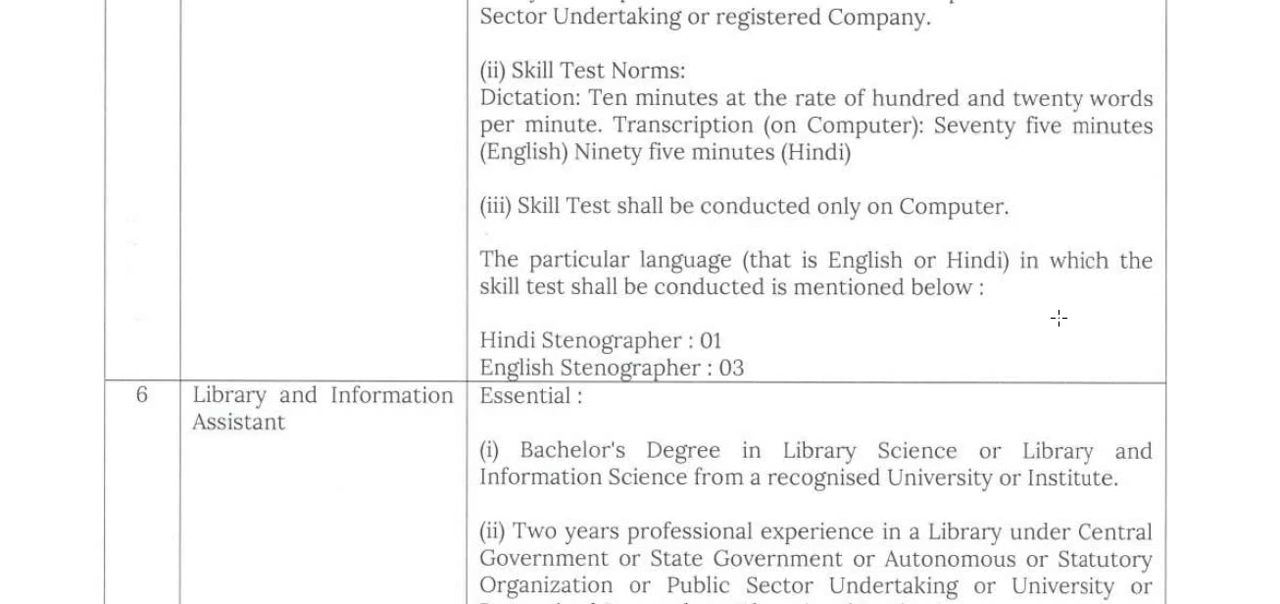 Sector Undertaking or registered Company.
(ii) Skill Test Norms:
Dictation: Ten minutes at the rate of hundred and twenty words
per minute. Transcription (on Computer): Seventy five minutes
(English) Ninety five minutes (Hindi)
(iii) Skill Test shall be conducted only on Computer.
The particular language (that is English or Hindi) in which the
skill test shall be conducted is mentioned below :
Hindi Stenographer : 01
English Stenographer : 03
6
Library and Information
Assistant
Essential :
(i) Bachelor's Degree in Library Science or Library and
Information Science from a recognised University or Institute.
(ii) Two years professional experience in a Library under Central
Government or State Government or Autonomous or Statutory
Organization or Public Sector Undertaking or University or